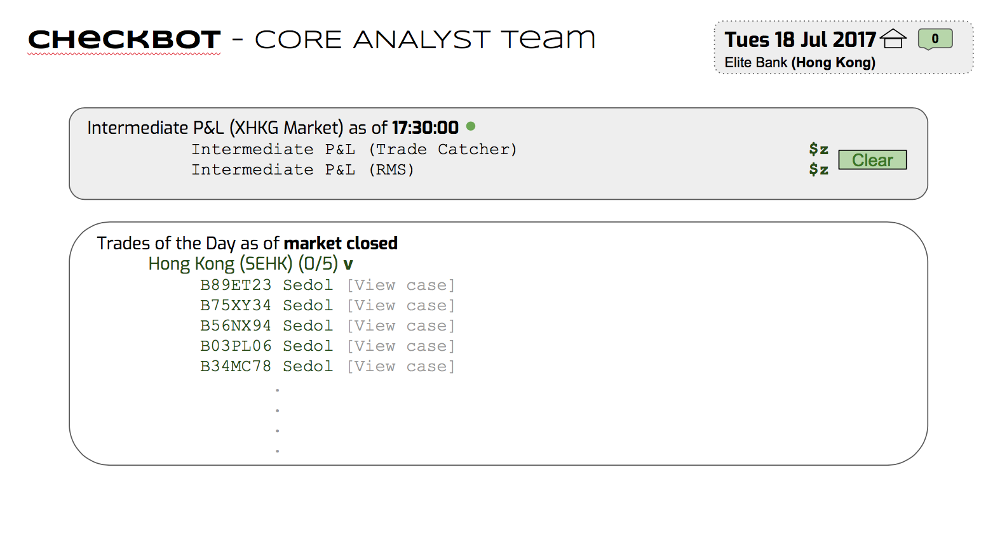 CHeCKBOT - CORE ANALYST Team
Tues 18 Jul 2017
0
Elite Bank (Hong Kong)
Intermediate P&L (XHKG Market) as of 17:30:00
Intermediate P&L (Trade Catcher) $z
Intermediate P&L (RMS) $z
Clear
Trades of the Day as of market closed
Hong Kong (SEHK) (0/5) v
B89ET23 Sedol [View case]
B75XY34 Sedol [View case]
B56NX94 Sedol [View case]
B03PL06 Sedol [View case]
B34MC78 Sedol [View case]
.
.
.
.